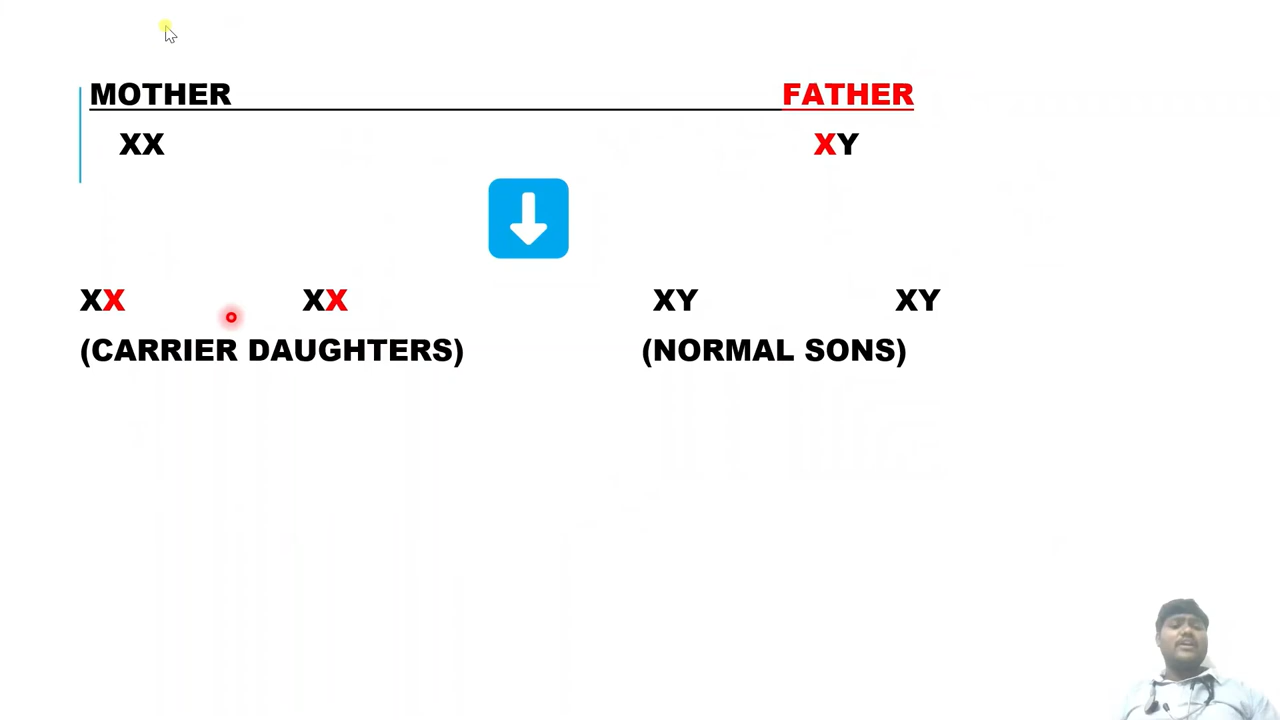 MOTHER FATHER
XX XY
XX XX XY XY
(CARRIER DAUGHTERS) (NORMAL SONS)